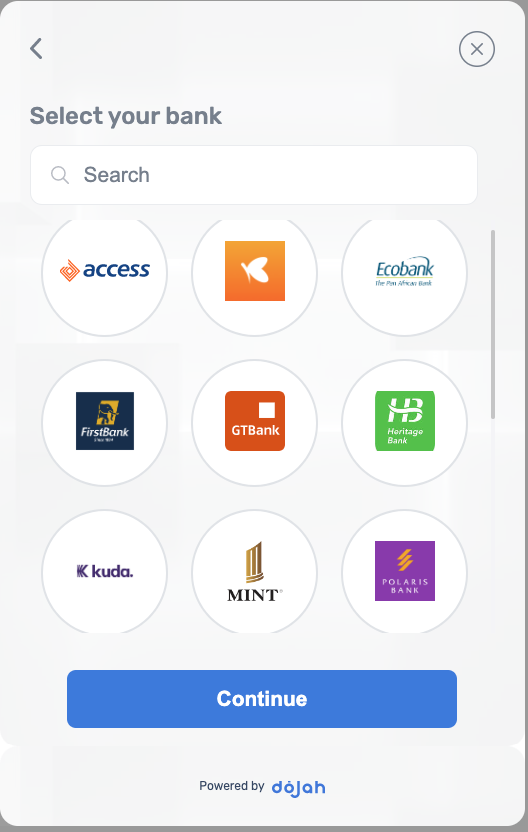 Select your bank
Search
access
Ecobank
The Pan African Bank
FirstBank
Since 1894
GTBank
HB
Heritage
Bank
kuda.
MINT®
POLARIS
BANK
Continue
Powered by dojah